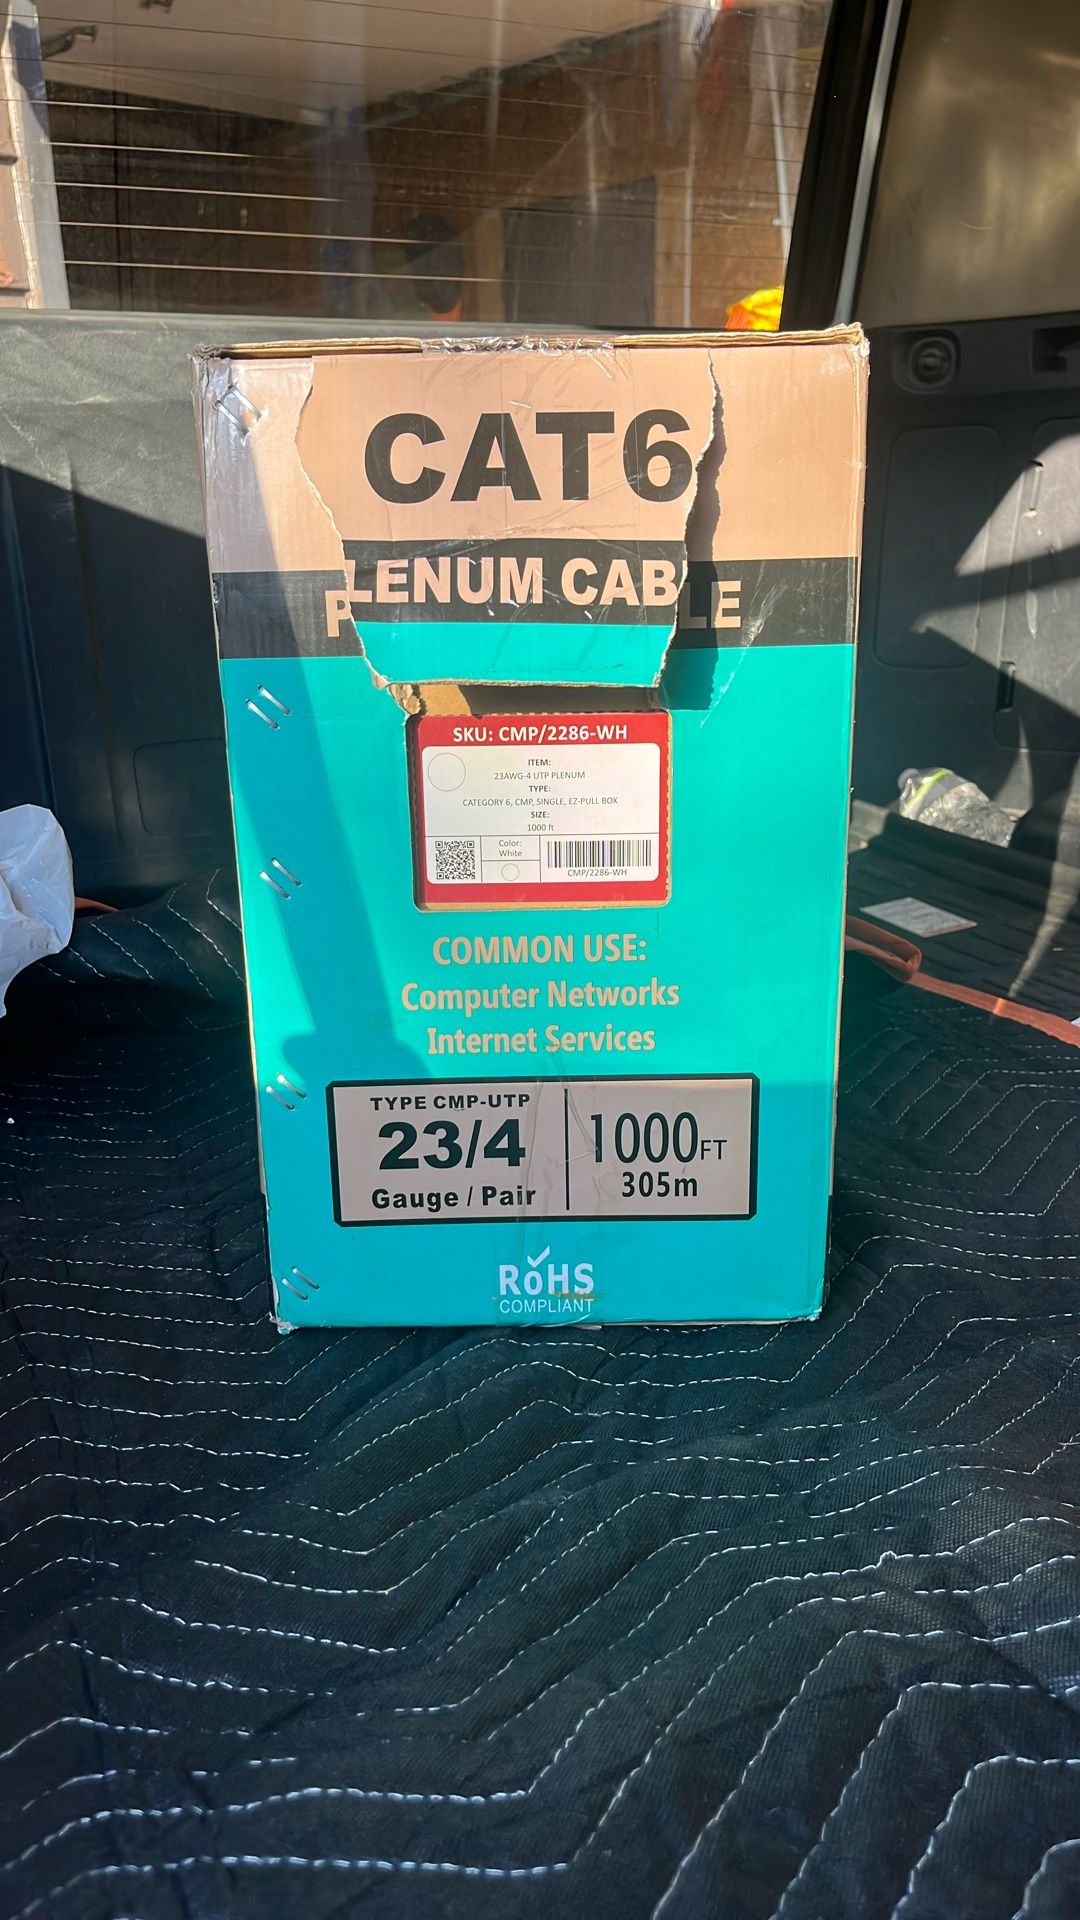 CAT6
PLENUM CABLE
SKU: CMP/2286-WH
ITEM:
23AWG-4 UTP PLENUM
TYPE:
CATEGORY 6, CMP, SINGLE, EZ-PULL BOX
SIZE:
1000 ft
Color:
White
CMP/2286-WH
COMMON USE:
Computer Networks
Internet Services
TYPE CMP-UTP
23/4
Gauge / Pair
1000FT
305m
RoHS
COMPLIANT